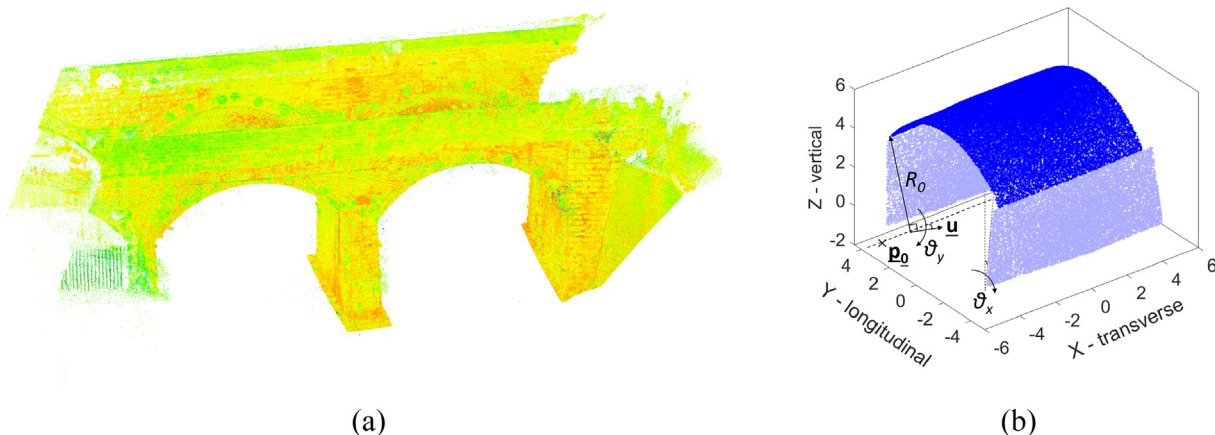 6
4
2
0
-2
Z - vertical
R₀
u
ϑy
p₀
ϑx
4
2
0
-2
-4
Y - longitudinal
-6
-4
-2
0
2
4
6
X - transverse
(a)
(b)